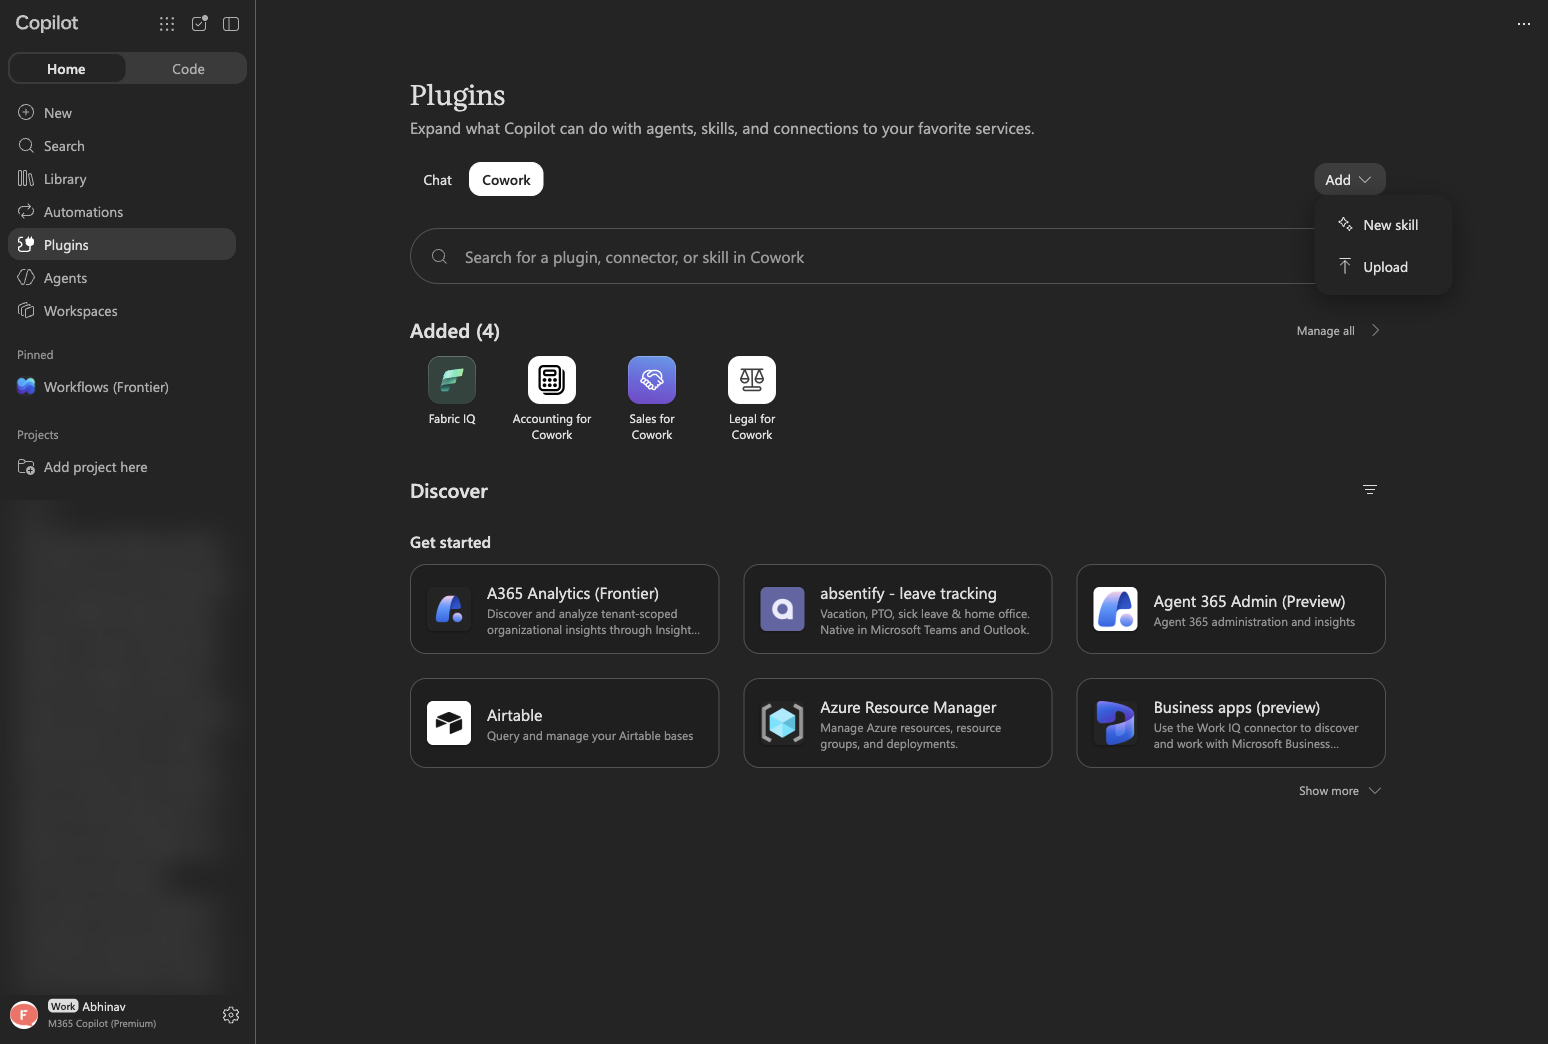 Copilot
Home
Code
New
Search
Library
Automations
Plugins
Agents
Workspaces
Pinned
Workflows (Frontier)
Projects
Add project here
Work Abhinav
M365 Copilot (Premium)
F
Plugins
Expand what Copilot can do with agents, skills, and connections to your favorite services.
Chat
Cowork
Add
New skill
Upload
Search for a plugin, connector, or skill in Cowork
Added (4)
Manage all
Fabric IQ
Accounting for
Cowork
Sales for
Cowork
Legal for
Cowork
Discover
Get started
A365 Analytics (Frontier)
Discover and analyze tenant-scoped
organizational insights through Insight...
a
absentify - leave tracking
Vacation, PTO, sick leave & home office.
Native in Microsoft Teams and Outlook.
Agent 365 Admin (Preview)
Agent 365 administration and insights
Airtable
Query and manage your Airtable bases
Azure Resource Manager
Manage Azure resources, resource
groups, and deployments.
Business apps (preview)
Use the Work IQ connector to discover
and work with Microsoft Business...
Show more